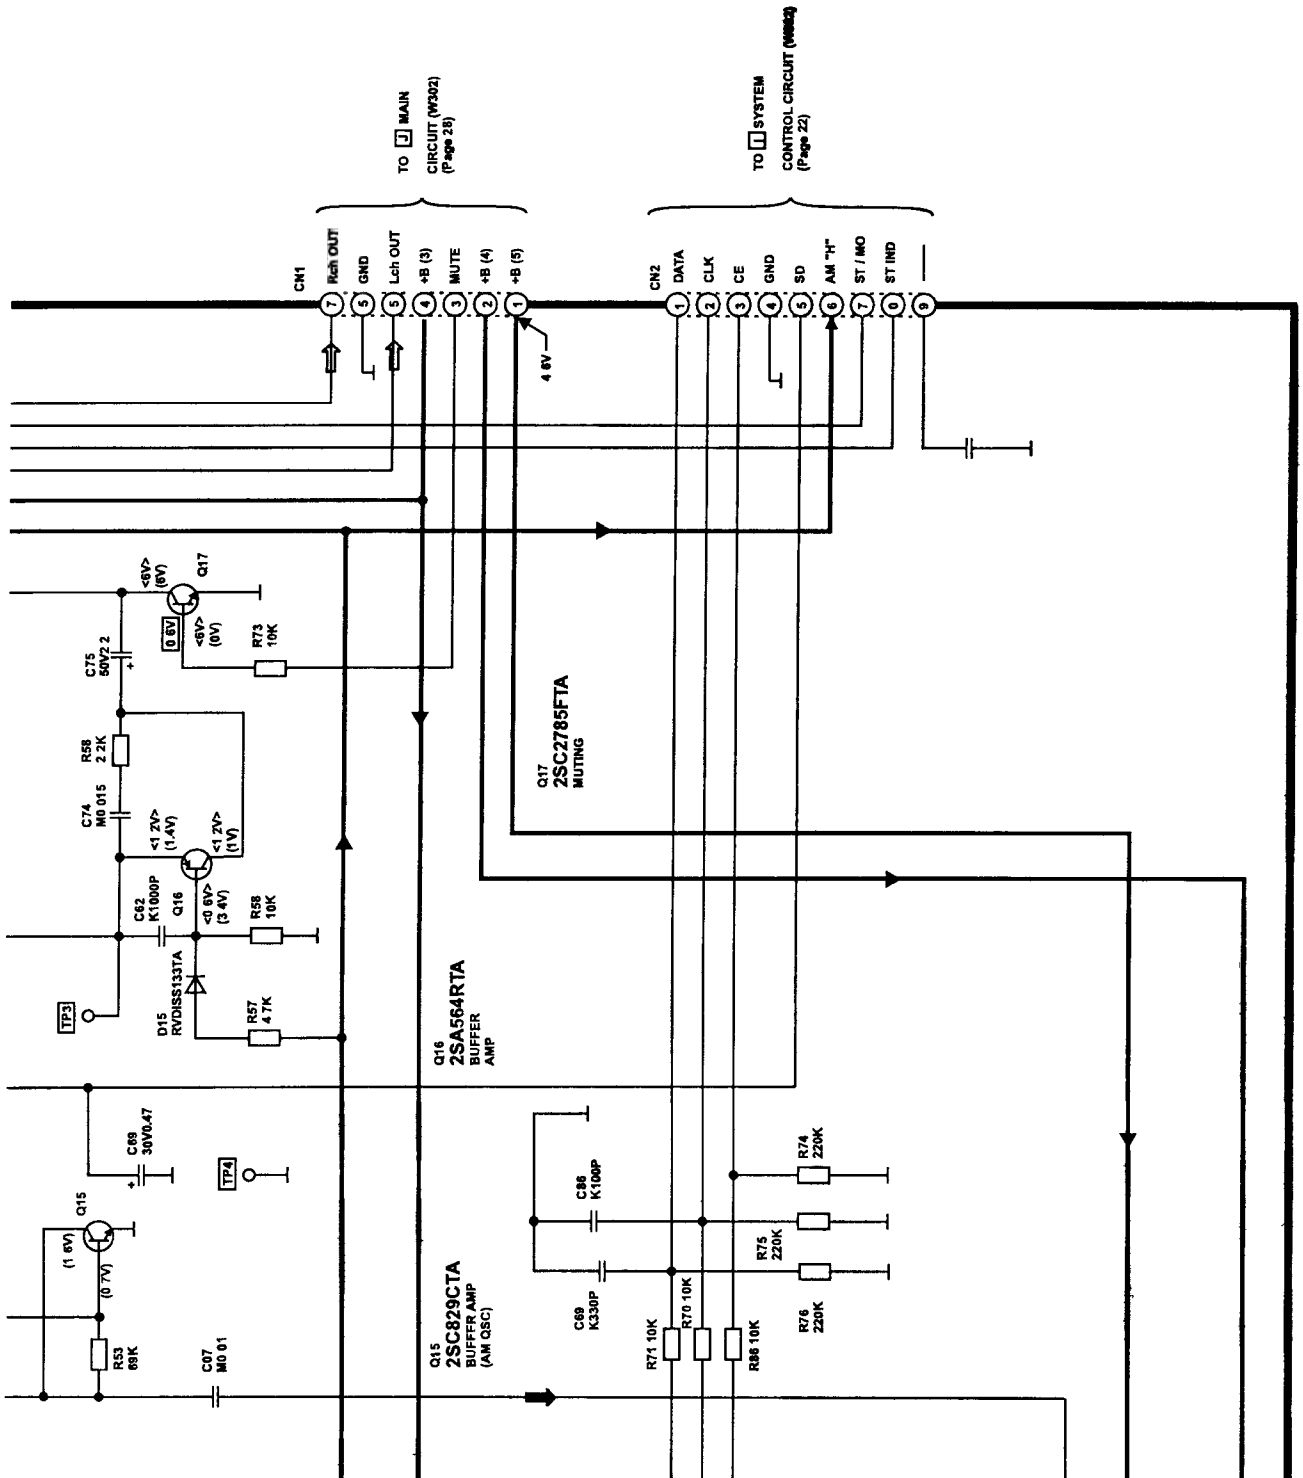 TO J MAIN
CIRCUIT (W302)
(Page 28)
TO I SYSTEM
CONTROL CIRCUIT
(Page 22)
CN1
Rch OUT
GND
Lch OUT
+B (3)
MUTE
+B (4)
+B (5)
7
5
5
4
3
2
1
4 6V
CN2
DATA
CLK
CE
GND
SD
AM "H"
ST / MO
ST IND
1
2
3
4
5
6
7
0
9
<6V>
(6V)
Q17
0 6V
<6V>
(0V)
R73
10K
C75
50V2 2
+
R58
2 2K
C74
M0 015
<1 2V>
(1.4V)
<1 2V>
(1V)
C62
K1000P
Q16
<0 6V>
(3 4V)
R58
10K
TP3
D15
RVDISS133TA
R57
4 7K
Q17
2SC2785FTA
MUTING
Q16
2SA564RTA
BUFFER
AMP
C69
30V0.47
+
TP4
Q15
(1 6V)
(0 7V)
R53
69K
C07
M0 01
Q15
2SC829CTA
BUFFER AMP
(AM QSC)
C86
K100P
C69
K330P
R74
220K
R75
220K
R76
220K
R71 10K
R70 10K
R86 10K